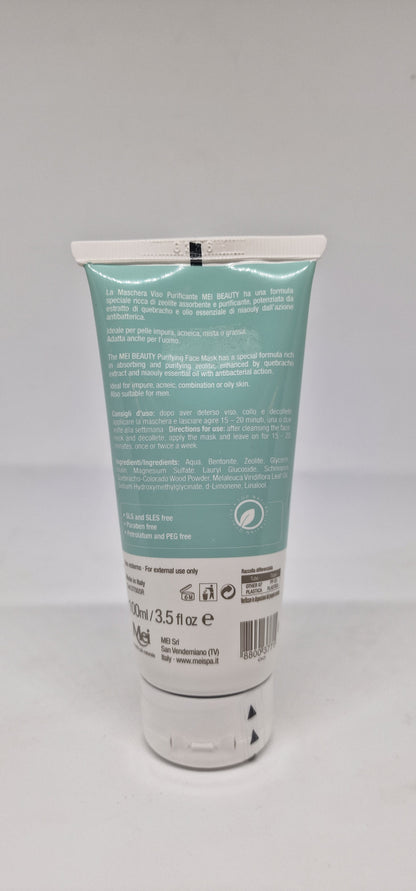 La Maschera Viso Purificante MEI BEAUTY ha una formula
speciale ricca di zeolite assorbente e purificante, potenziata da
estratto di quebracho e olio essenziale di niaouly dall'azione
antibatterica.
Ideale per pelle impura, acneica, mista o grassa.
Adatta anche per l'uomo.
The MEI BEAUTY Purifying Face Mask has a special formula rich
in absorbing and purifying zeolite, enhanced by quebracho
extract and miaouly essential oil with antibacterial action.
Ideal for impure, acneic, combination or oily skin.
Also suitable for men.
Consigli d'uso: dopo aver deterso viso, collo e decolleté,
applicare la maschera e lasciare agire 15 - 20 minuti, una o due
volte alla settimana Directions for use: after cleansing the face,
neck and décolleté, apply the mask and leave on for 15 - 20
minutes, once or twice a week.
Ingredienti/Ingredients: Aqua, Bentonite, Zeolite, Glycerin,
Magnesium Sulfate, Lauryl Glucoside, Schinopsis
Quebracho-Colorado Wood Powder, Melaleuca Viridiflora Leaf Oil,
Sodium Hydroxymethylglycinate, d-Limonene, Linalool
• SLS and SLES free
• Paraben free
• Petrolatum and PEG free
esterno - For external use only
Made in Italy
6M
Raccolta differenziata
PLASTICA
100ml / 3.5 fl oz e
Mei
MEI Srl
San Vendemiano (TV)
Italy - www.meispa.it